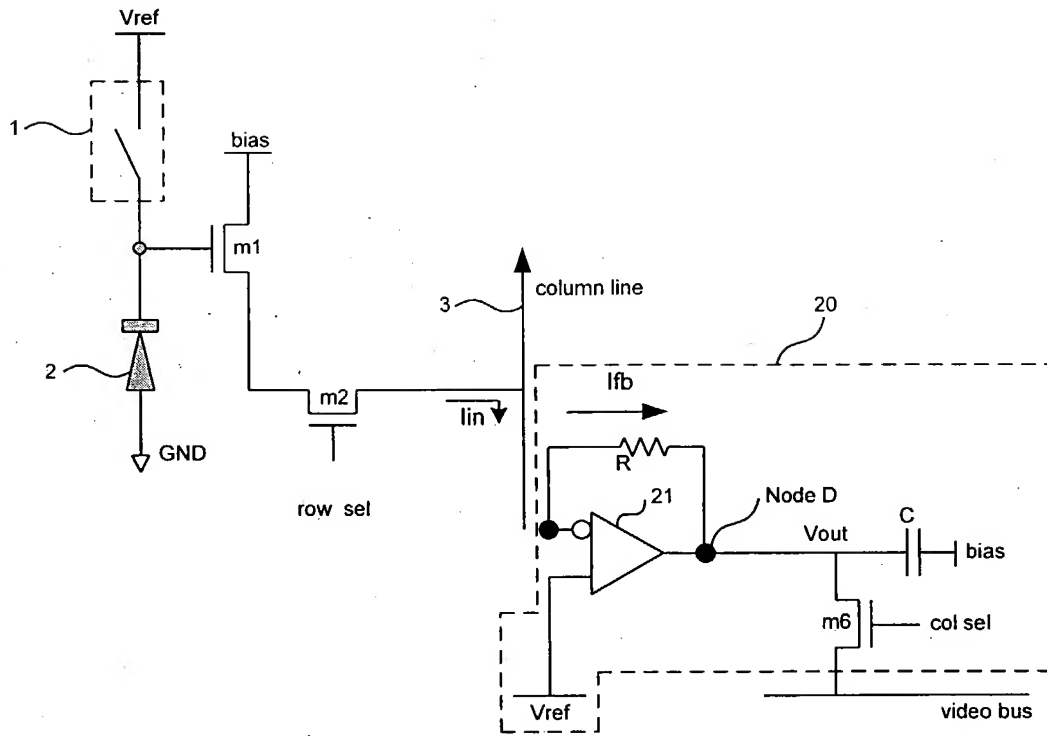 Vref
1
bias
m1
3
column line
20
2
m2
Iin
Ifb
R
GND
21
Node D
row sel
Vout
C
bias
m6
col sel
Vref
video bus